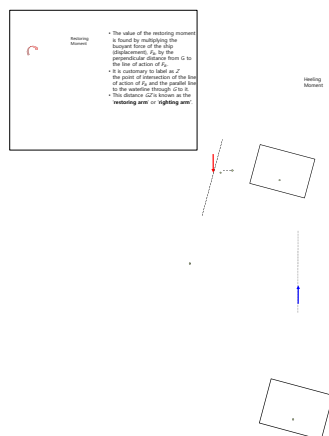 Restoring
Moment
• The value of the restoring moment
is found by multiplying the
buoyant force of the ship
(displacement), FB, by the
perpendicular distance from G to
the line of action of FB.
• It is customary to label as Z
the point of intersection of the line
of action of FB and the parallel line
to the waterline through G to it.
• This distance GZ is known as the
'restoring arm' or 'righting arm'.
Heeling
Moment